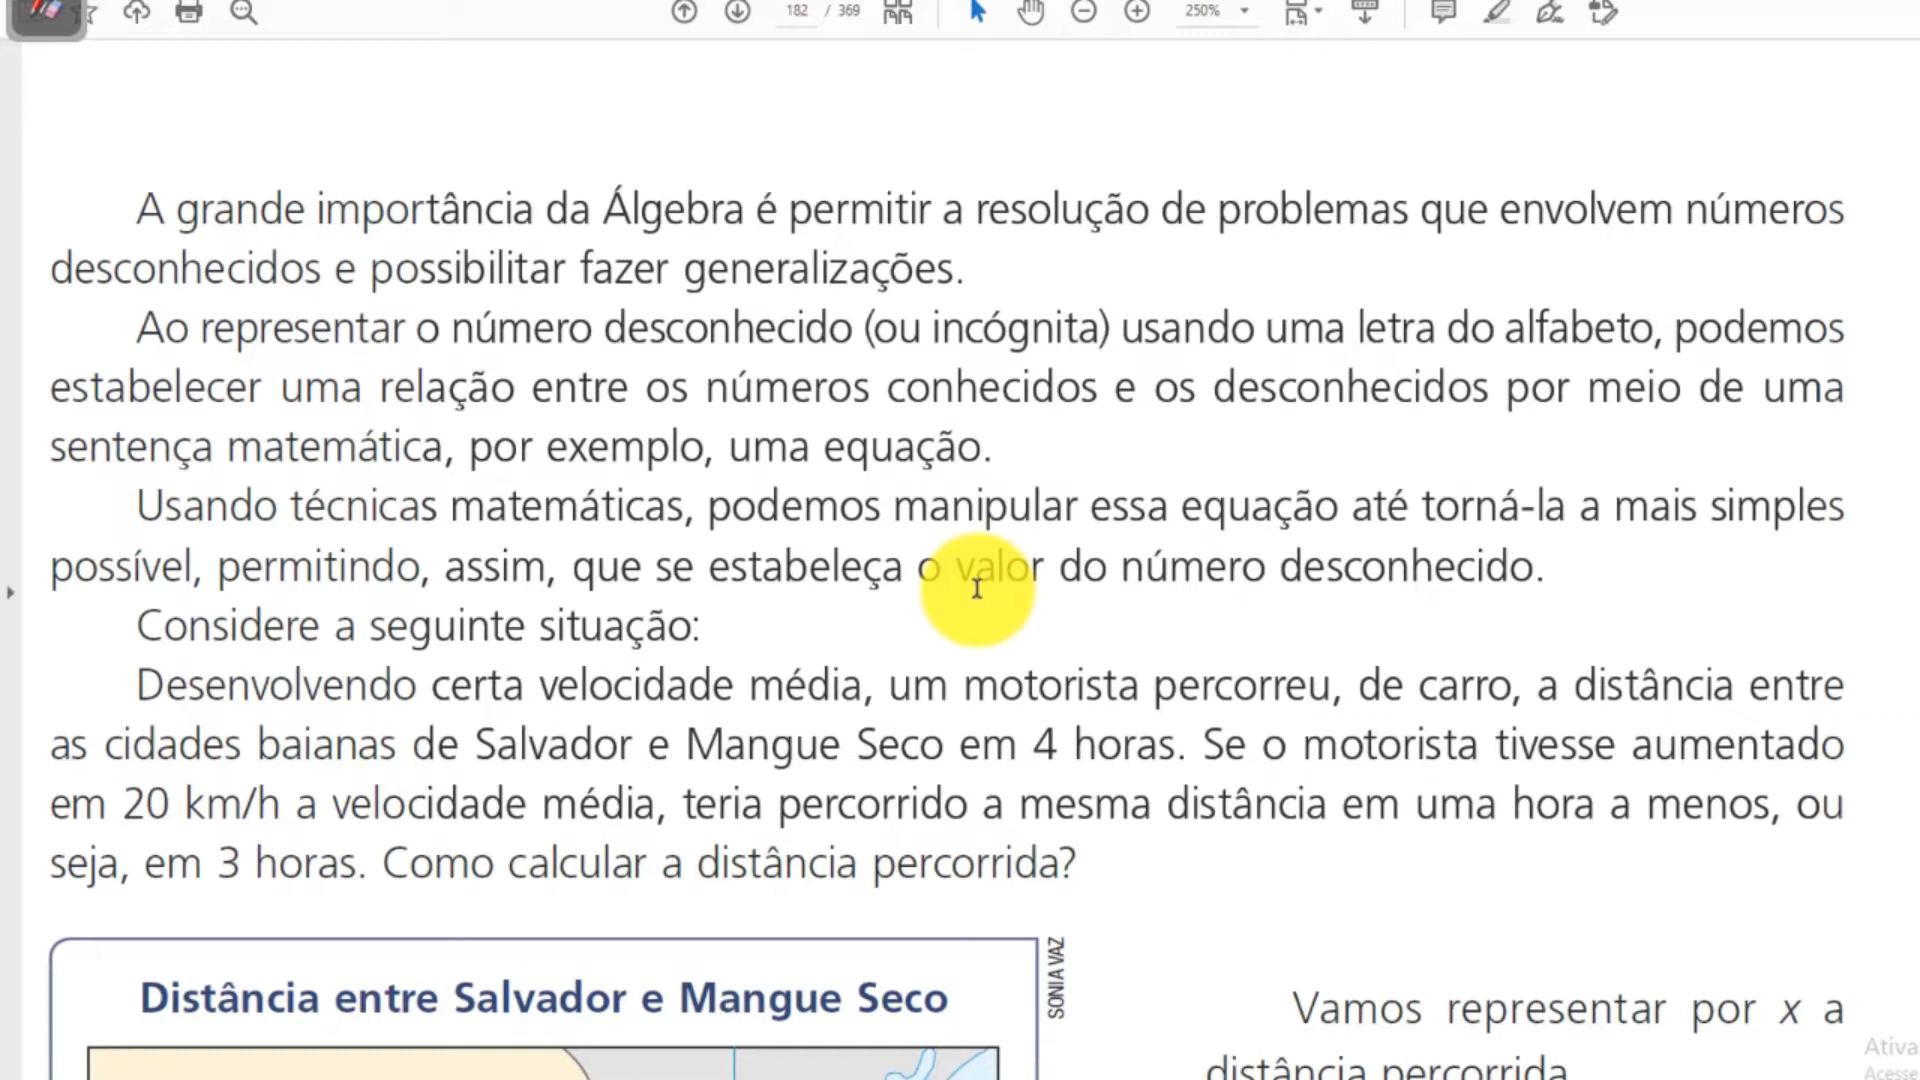 182 / 369
250%
A grande importância da Álgebra é permitir a resolução de problemas que envolvem números
desconhecidos e possibilitar fazer generalizações.
Ao representar o número desconhecido (ou incógnita) usando uma letra do alfabeto, podemos
estabelecer uma relação entre os números conhecidos e os desconhecidos por meio de uma
sentença matemática, por exemplo, uma equação.
Usando técnicas matemáticas, podemos manipular essa equação até torná-la a mais simples
possível, permitindo, assim, que se estabeleça o valor do número desconhecido.
Considere a seguinte situação:
Desenvolvendo certa velocidade média, um motorista percorreu, de carro, a distância entre
as cidades baianas de Salvador e Mangue Seco em 4 horas. Se o motorista tivesse aumentado
em 20 km/h a velocidade média, teria percorrido a mesma distância em uma hora a menos, ou
seja, em 3 horas. Como calcular a distância percorrida?
Distância entre Salvador e Mangue Seco
SONIA VAZ
Vamos representar por x a
distância percorrida
Ativa
Acesse